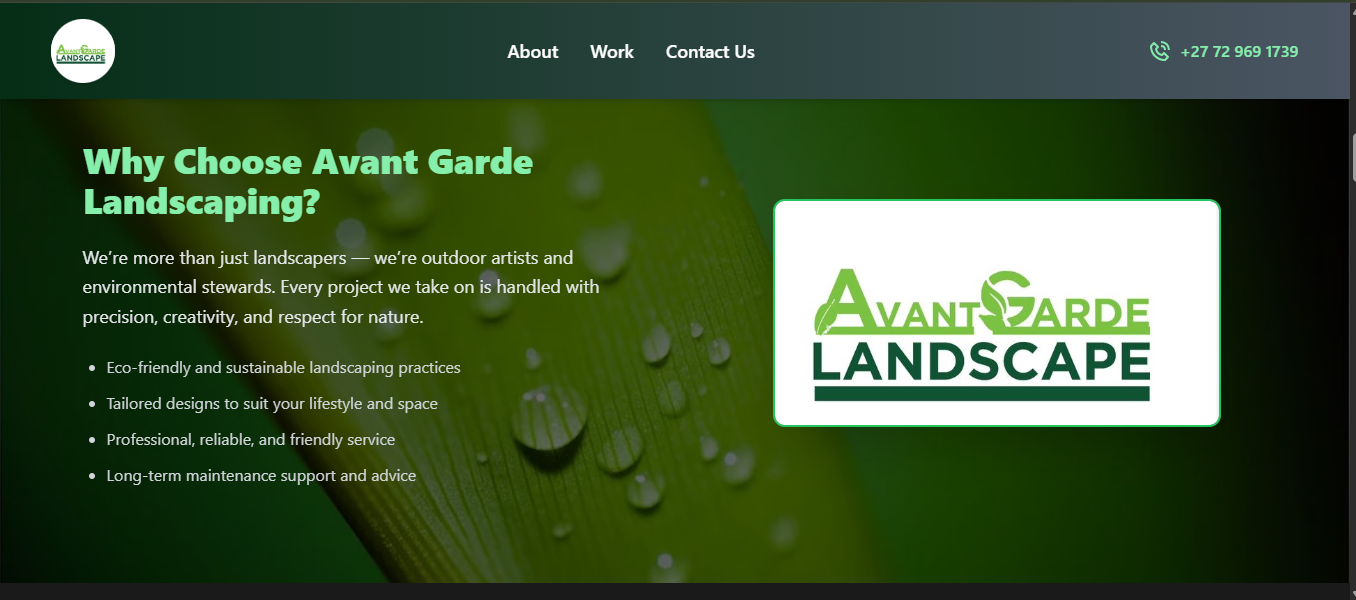 AVANTGARDE
LANDSCAPE
About
Work
Contact Us
+27 72 969 1739
Why Choose Avant Garde
Landscaping?
We’re more than just landscapers — we’re outdoor artists and
environmental stewards. Every project we take on is handled with
precision, creativity, and respect for nature.
• Eco-friendly and sustainable landscaping practices
• Tailored designs to suit your lifestyle and space
• Professional, reliable, and friendly service
• Long-term maintenance support and advice
AVANTGARDE
LANDSCAPE